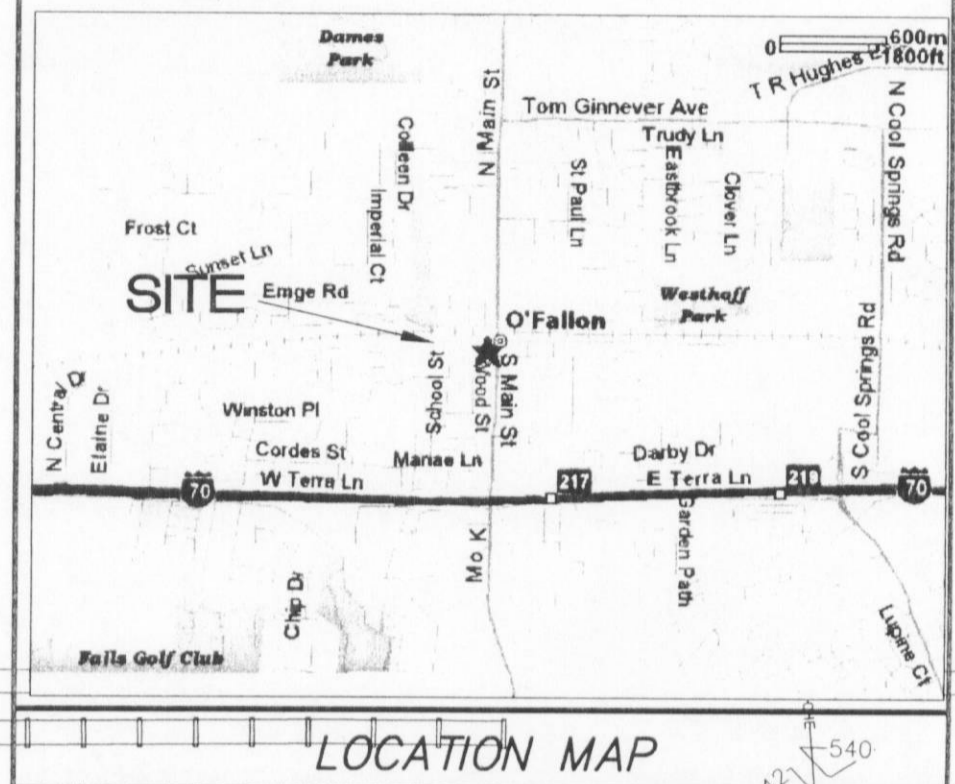 Dames
Park
0
600m
1800ft
T R Hughes
N Main St
Tom Ginnever Ave
Trudy Ln
N Cool Springs Rd
Colleen Dr
Imperial Ct
St Paul Ln
Eastbrook Ln
Clover Ln
Frost Ct
Sunset Ln
SITE
Emge Rd
Westhoff
Park
O'Fallon
School St
Wood St
S Main St
S Cool Springs Rd
N Central Dr
Elaine Dr
Winston Pl
Cordes St
Manae Ln
Darby Dr
W Terra Ln
217
E Terra Ln
219
70
70
Mo K
Garden Path
Chip Dr
Lupine Ct
Falls Golf Club
LOCATION MAP
OHE
540
421